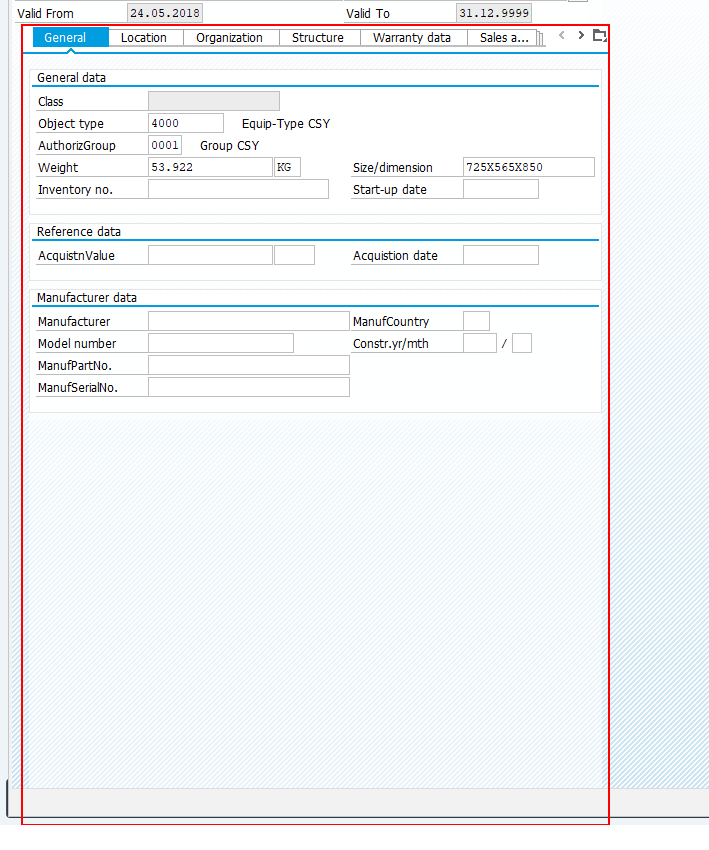 Valid From 24.05.2018 Valid To 31.12.9999
General Location Organization Structure Warranty data Sales a...
General data
Class
Object type 4000 Equip-Type CSY
AuthorizGroup 0001 Group CSY
Weight 53.922 KG Size/dimension 725X565X850
Inventory no. Start-up date
Reference data
AcquistnValue Acquistion date
Manufacturer data
Manufacturer ManufCountry
Model number Constr.yr/mth /
ManufPartNo.
ManufSerialNo.